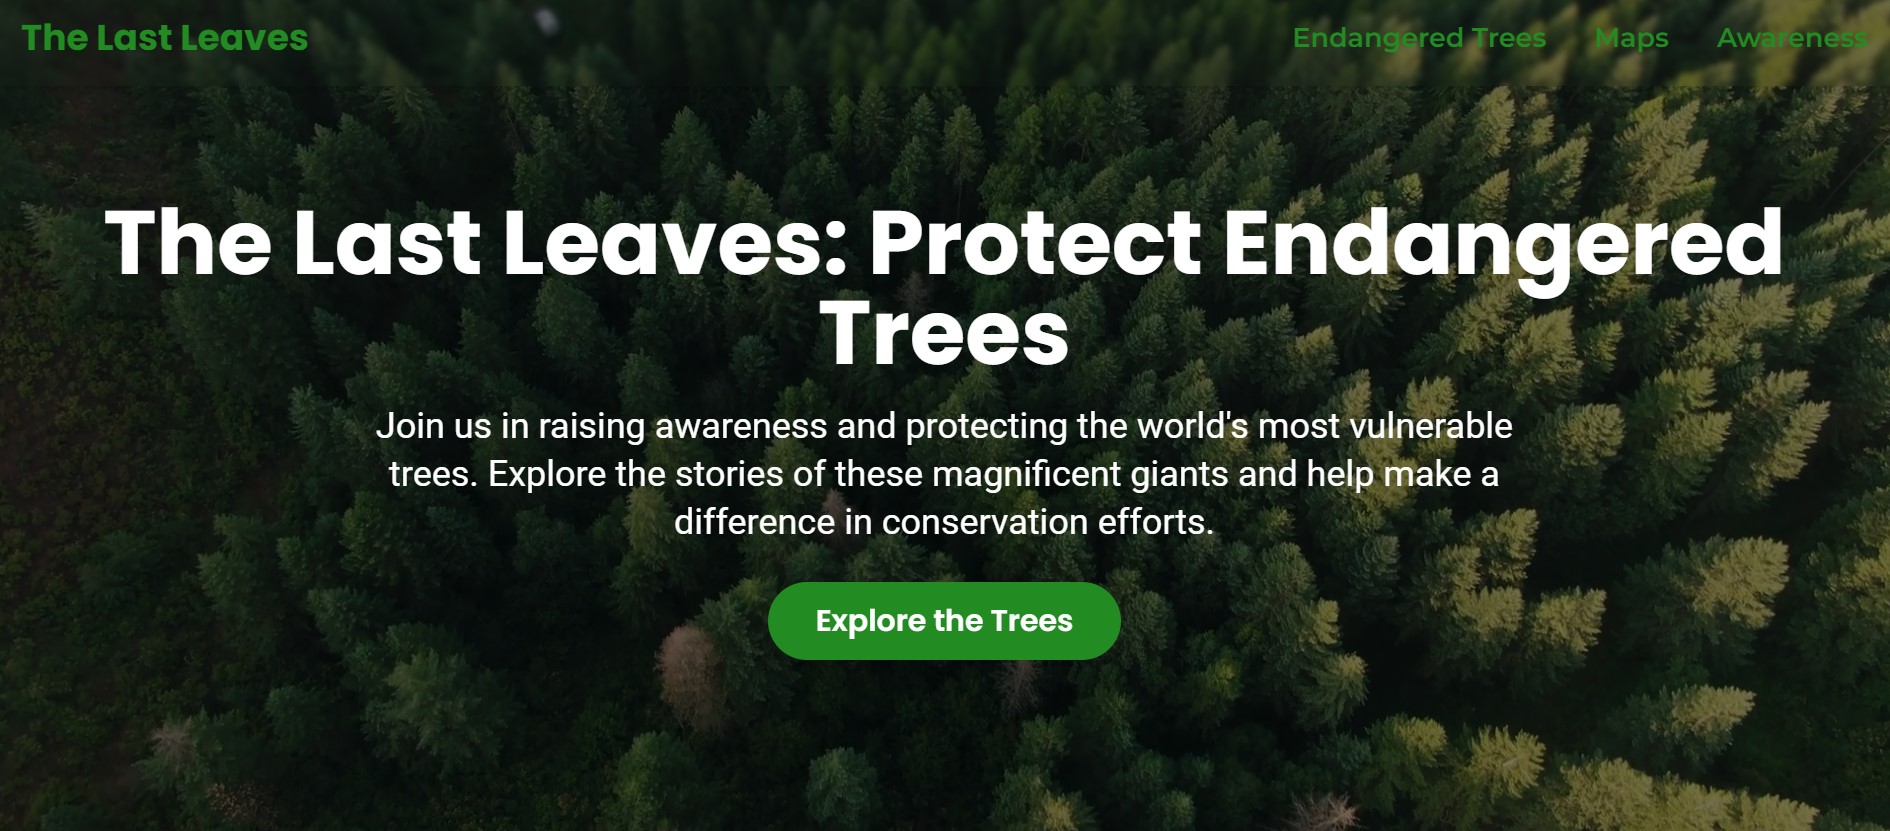 The Last Leaves
Endangered Trees
Maps
Awareness
The Last Leaves: Protect Endangered
Trees
Join us in raising awareness and protecting the world's most vulnerable
trees. Explore the stories of these magnificent giants and help make a
difference in conservation efforts.
Explore the Trees